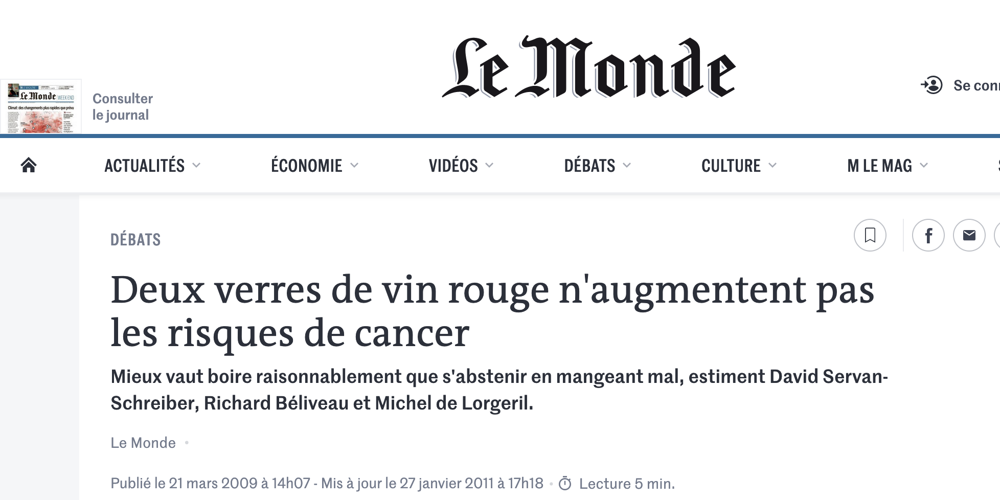 Le Monde
LE MAGAZINE
Le Monde WEEK-END
Climat : des changements plus rapides que prévu
Consulter
le journal
Se con
ACTUALITÉS
ÉCONOMIE
VIDÉOS
DÉBATS
CULTURE
M LE MAG
DÉBATS
f
Deux verres de vin rouge n'augmentent pas
les risques de cancer
Mieux vaut boire raisonnablement que s'abstenir en mangeant mal, estiment David Servan-
Schreiber, Richard Béliveau et Michel de Lorgeril.
Le Monde •
Publié le 21 mars 2009 à 14h07 - Mis à jour le 27 janvier 2011 à 17h18 • Lecture 5 min.